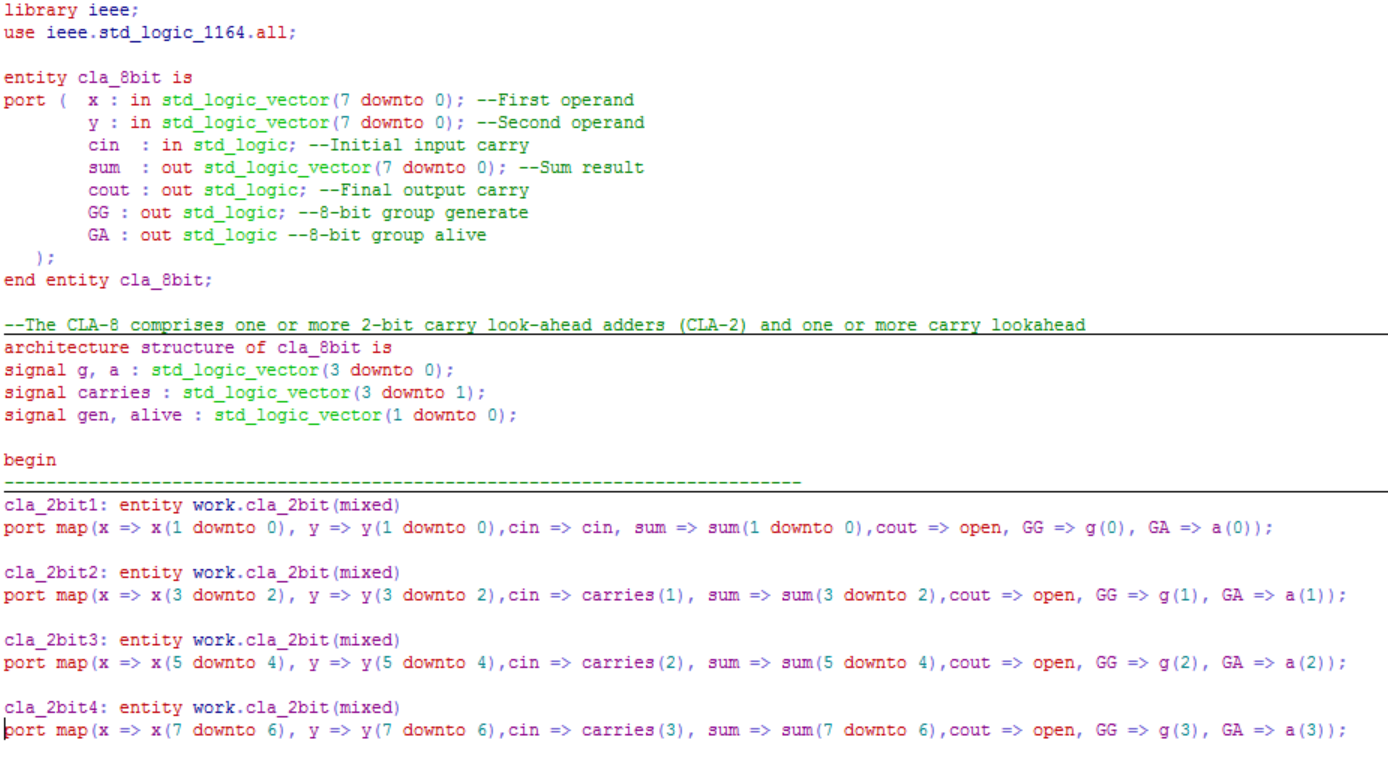 library ieee;
use ieee.std_logic_1164.all;
entity cla_8bit is
port (  x : in std_logic_vector(7 downto 0); --First operand
y : in std_logic_vector(7 downto 0); --Second operand
cin  : in std_logic; --Initial input carry
sum  : out std_logic_vector(7 downto 0); --Sum result
cout : out std_logic; --Final output carry
GG : out std_logic; --8-bit group generate
GA : out std_logic --8-bit group alive
);
end entity cla_8bit;
--The CLA-8 comprises one or more 2-bit carry look-ahead adders (CLA-2) and one or more carry lookahead
architecture structure of cla_8bit is
signal g, a : std_logic_vector(3 downto 0);
signal carries : std_logic_vector(3 downto 1);
signal gen, alive : std_logic_vector(1 downto 0);
begin
----------------------------------------------------------------------------
cla_2bit1: entity work.cla_2bit(mixed)
port map(x => x(1 downto 0), y => y(1 downto 0),cin => cin, sum => sum(1 downto 0),cout => open, GG => g(0), GA => a(0));
cla_2bit2: entity work.cla_2bit(mixed)
port map(x => x(3 downto 2), y => y(3 downto 2),cin => carries(1), sum => sum(3 downto 2),cout => open, GG => g(1), GA => a(1));
cla_2bit3: entity work.cla_2bit(mixed)
port map(x => x(5 downto 4), y => y(5 downto 4),cin => carries(2), sum => sum(5 downto 4),cout => open, GG => g(2), GA => a(2));
cla_2bit4: entity work.cla_2bit(mixed)
port map(x => x(7 downto 6), y => y(7 downto 6),cin => carries(3), sum => sum(7 downto 6),cout => open, GG => g(3), GA => a(3));